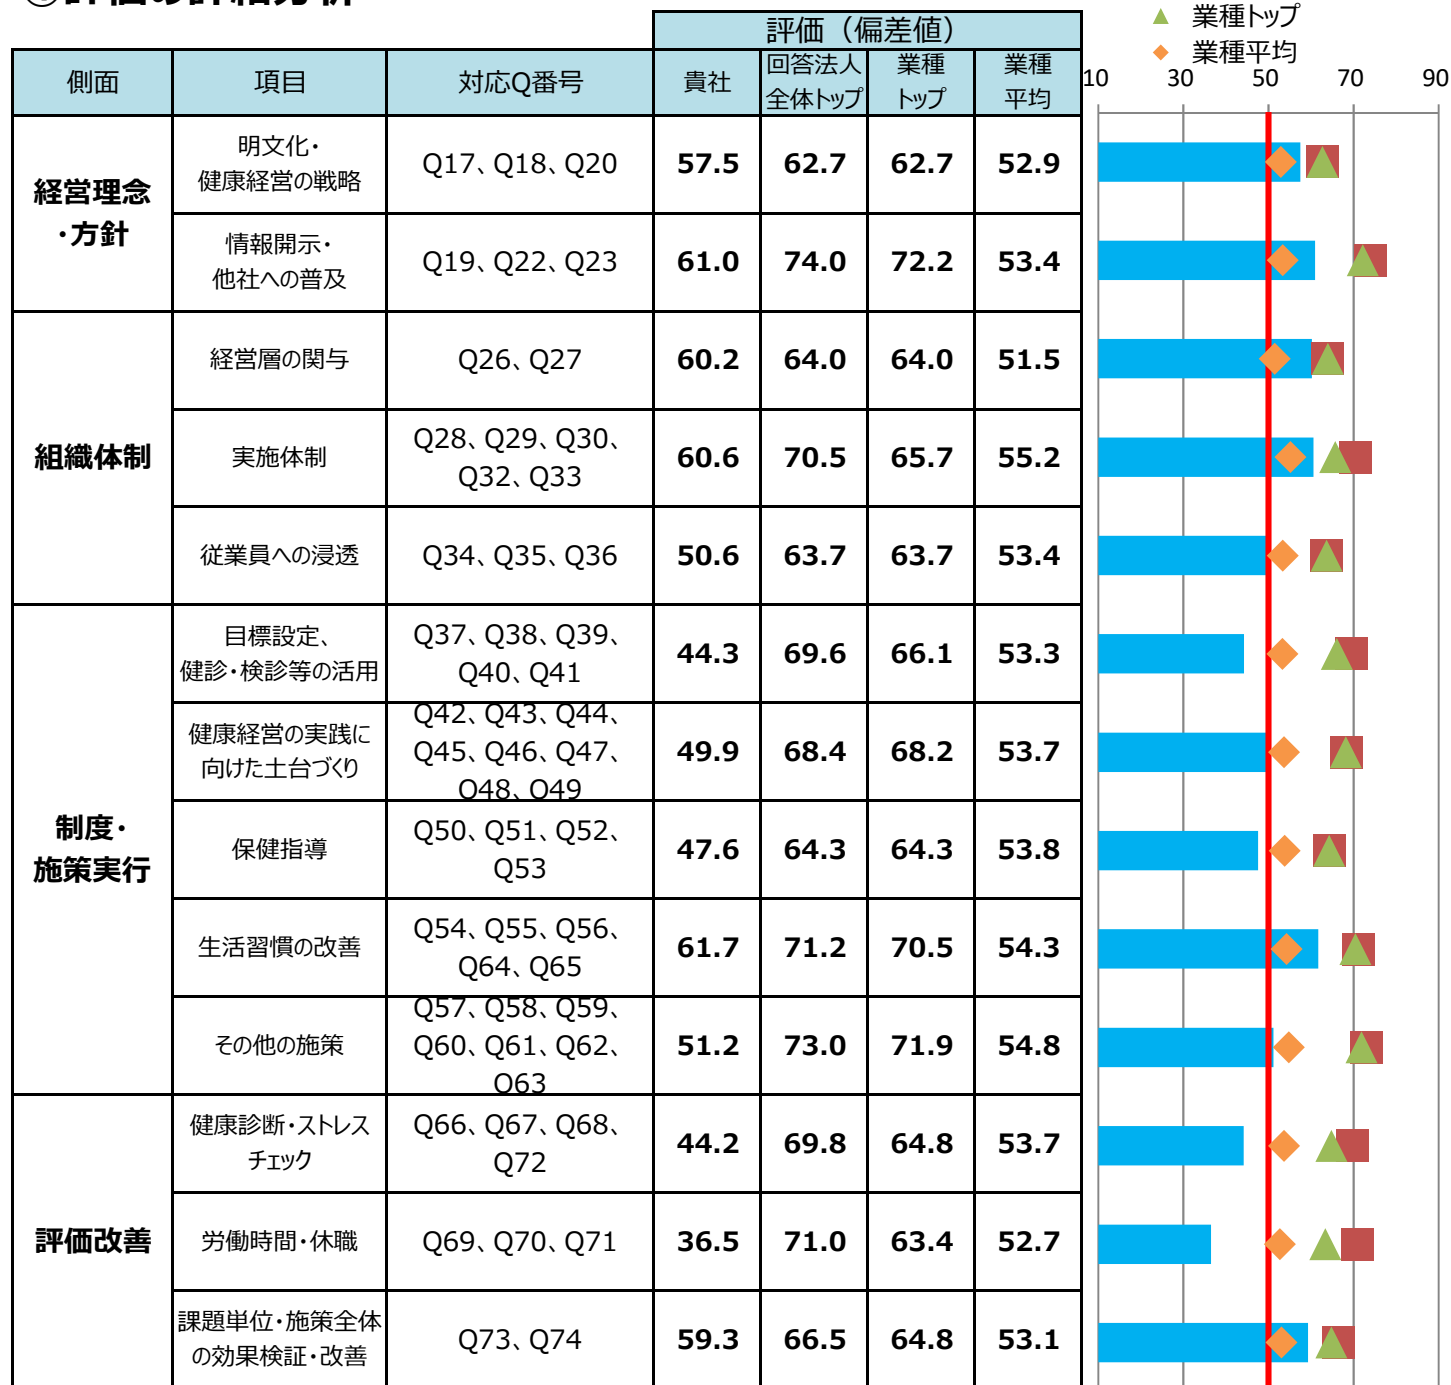 評価（偏差値）
側面 項目 対応Q番号 貴社 回答法人 業種 業種
全体トップ トップ 平均
▲ 業種トップ
◆ 業種平均
10 30 50 70 90
経営理念
・方針
明文化・
健康経営の戦略
Q17、Q18、Q20 57.5 62.7 62.7 52.9
情報開示・
他社への普及
Q19、Q22、Q23 61.0 74.0 72.2 53.4
組織体制
経営層の関与 Q26、Q27 60.2 64.0 64.0 51.5
実施体制
Q28、Q29、Q30、
Q32、Q33
60.6 70.5 65.7 55.2
従業員への浸透 Q34、Q35、Q36 50.6 63.7 63.7 53.4
制度・
施策実行
目標設定、
健診・検診等の活用
Q37、Q38、Q39、
Q40、Q41
44.3 69.6 66.1 53.3
健康経営の実践に
向けた土台づくり
Q42、Q43、Q44、
Q45、Q46、Q47、
Q48、Q49
49.9 68.4 68.2 53.7
保健指導
Q50、Q51、Q52、
Q53
47.6 64.3 64.3 53.8
生活習慣の改善
Q54、Q55、Q56、
Q64、Q65
61.7 71.2 70.5 54.3
その他の施策
Q57、Q58、Q59、
Q60、Q61、Q62、
Q63
51.2 73.0 71.9 54.8
評価改善
健康診断・ストレス
チェック
Q66、Q67、Q68、
Q72
44.2 69.8 64.8 53.7
労働時間・休職 Q69、Q70、Q71 36.5 71.0 63.4 52.7
課題単位・施策全体
の効果検証・改善
Q73、Q74 59.3 66.5 64.8 53.1